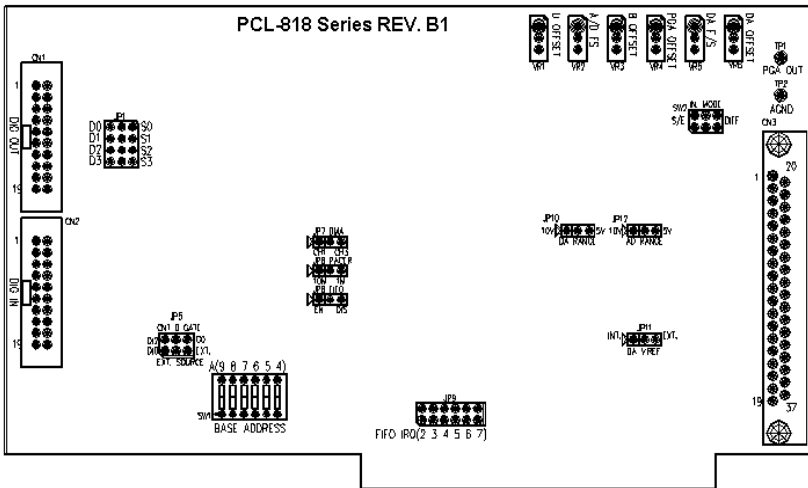 PCL-818 Series REV. B1
U OFFSET
A/D FS
B OFFSET
PGA OFFSET
DA F/S
DA OFFSET
VR1 VR2 VR3 VR4 VR5 VR6
TP1
PGA OUT
TP2
AGND
CN1
1
DIO OUT
19
JP1
D0 S0
D1 S1
D2 S2
D3 S3
SW2 IN. MODE
S/E DIFF
CN3
1 20
19 37
CN2
1
DIG IN
19
JP7 DMA
CH1 CH3
JP8 PACER
10M 1M
JP6 FIFO
EN DIS
JP10
10V 5V
DA RANGE
JP12
10V 5V
AD RANGE
JP11
INT. EXT.
DA VREF
JP5
CNT 0 GATE
EXT.
EXT. SOURCE
A(9 8 7 6 5 4)
SW1
BASE ADDRESS
JP9
FIFO IRQ(2 3 4 5 6 7)